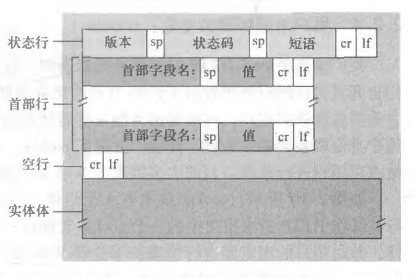 状态行 版本 sp 状态码 sp 短语 cr lf
首部字段名: sp 值 cr lf
首部行
首部字段名: sp 值 cr lf
空行 cr lf
实体体